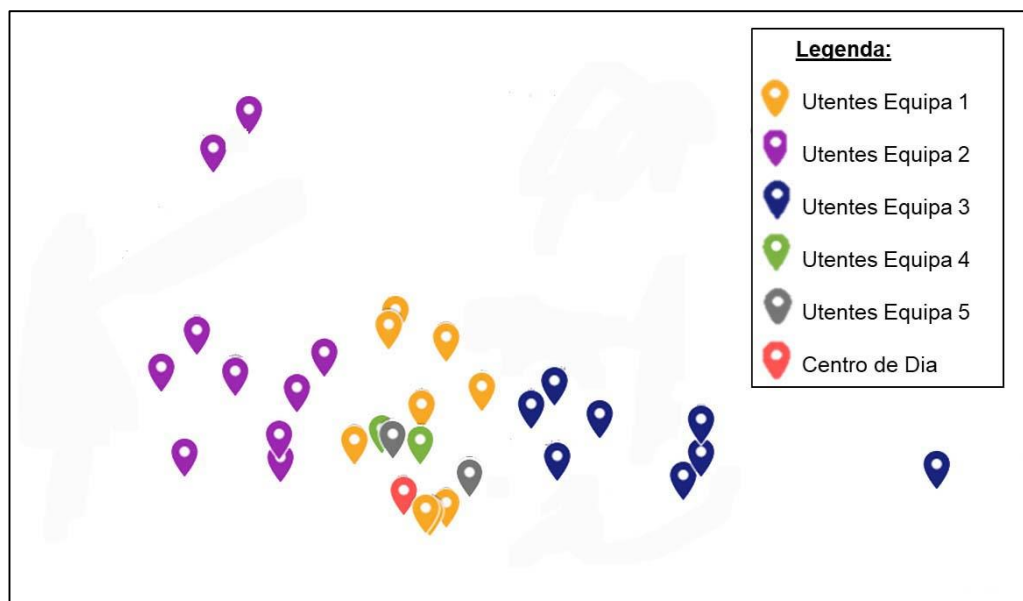 Legenda:
Utentes Equipa 1
Utentes Equipa 2
Utentes Equipa 3
Utentes Equipa 4
Utentes Equipa 5
Centro de Dia